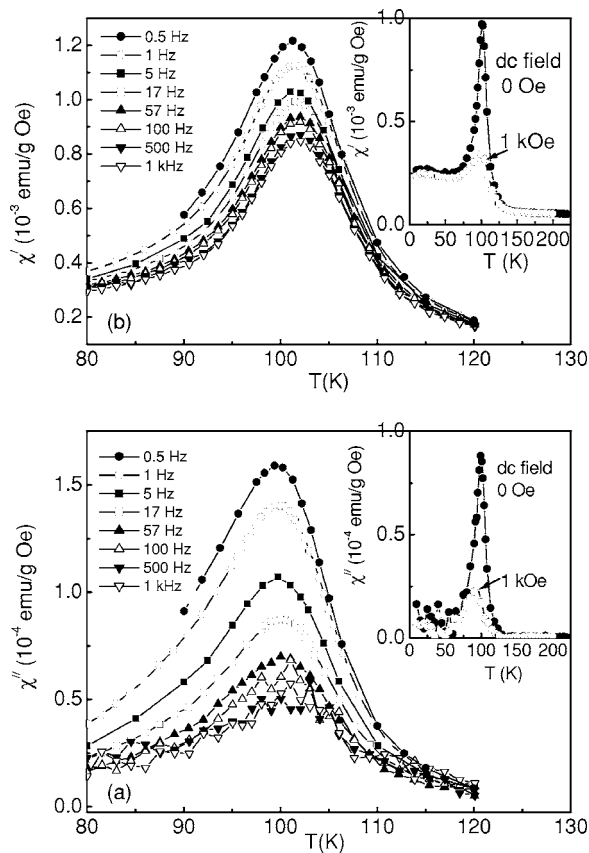 0.5 Hz
1 Hz
5 Hz
17 Hz
57 Hz
100 Hz
500 Hz
1 kHz
χ′ (10⁻³ emu/g Oe)
1.2
1.0
0.8
0.6
0.4
0.2
(b)
80 90 100 110 120 130
T(K)
χ′ (10⁻³ emu/g Oe)
1.0
0.5
0.0
dc field
0 Oe
1 kOe
0 50 100 150 200
T (K)
0.5 Hz
1 Hz
5 Hz
17 Hz
57 Hz
100 Hz
500 Hz
1 kHz
χ′′ (10⁻⁴ emu/g Oe)
1.5
1.0
0.5
0.0
(a)
80 90 100 110 120 130
T(K)
χ′′ (10⁻⁴ emu/g Oe)
1.0
0.5
0.0
dc field
0 Oe
1 kOe
0 50 100 150 200
T (K)